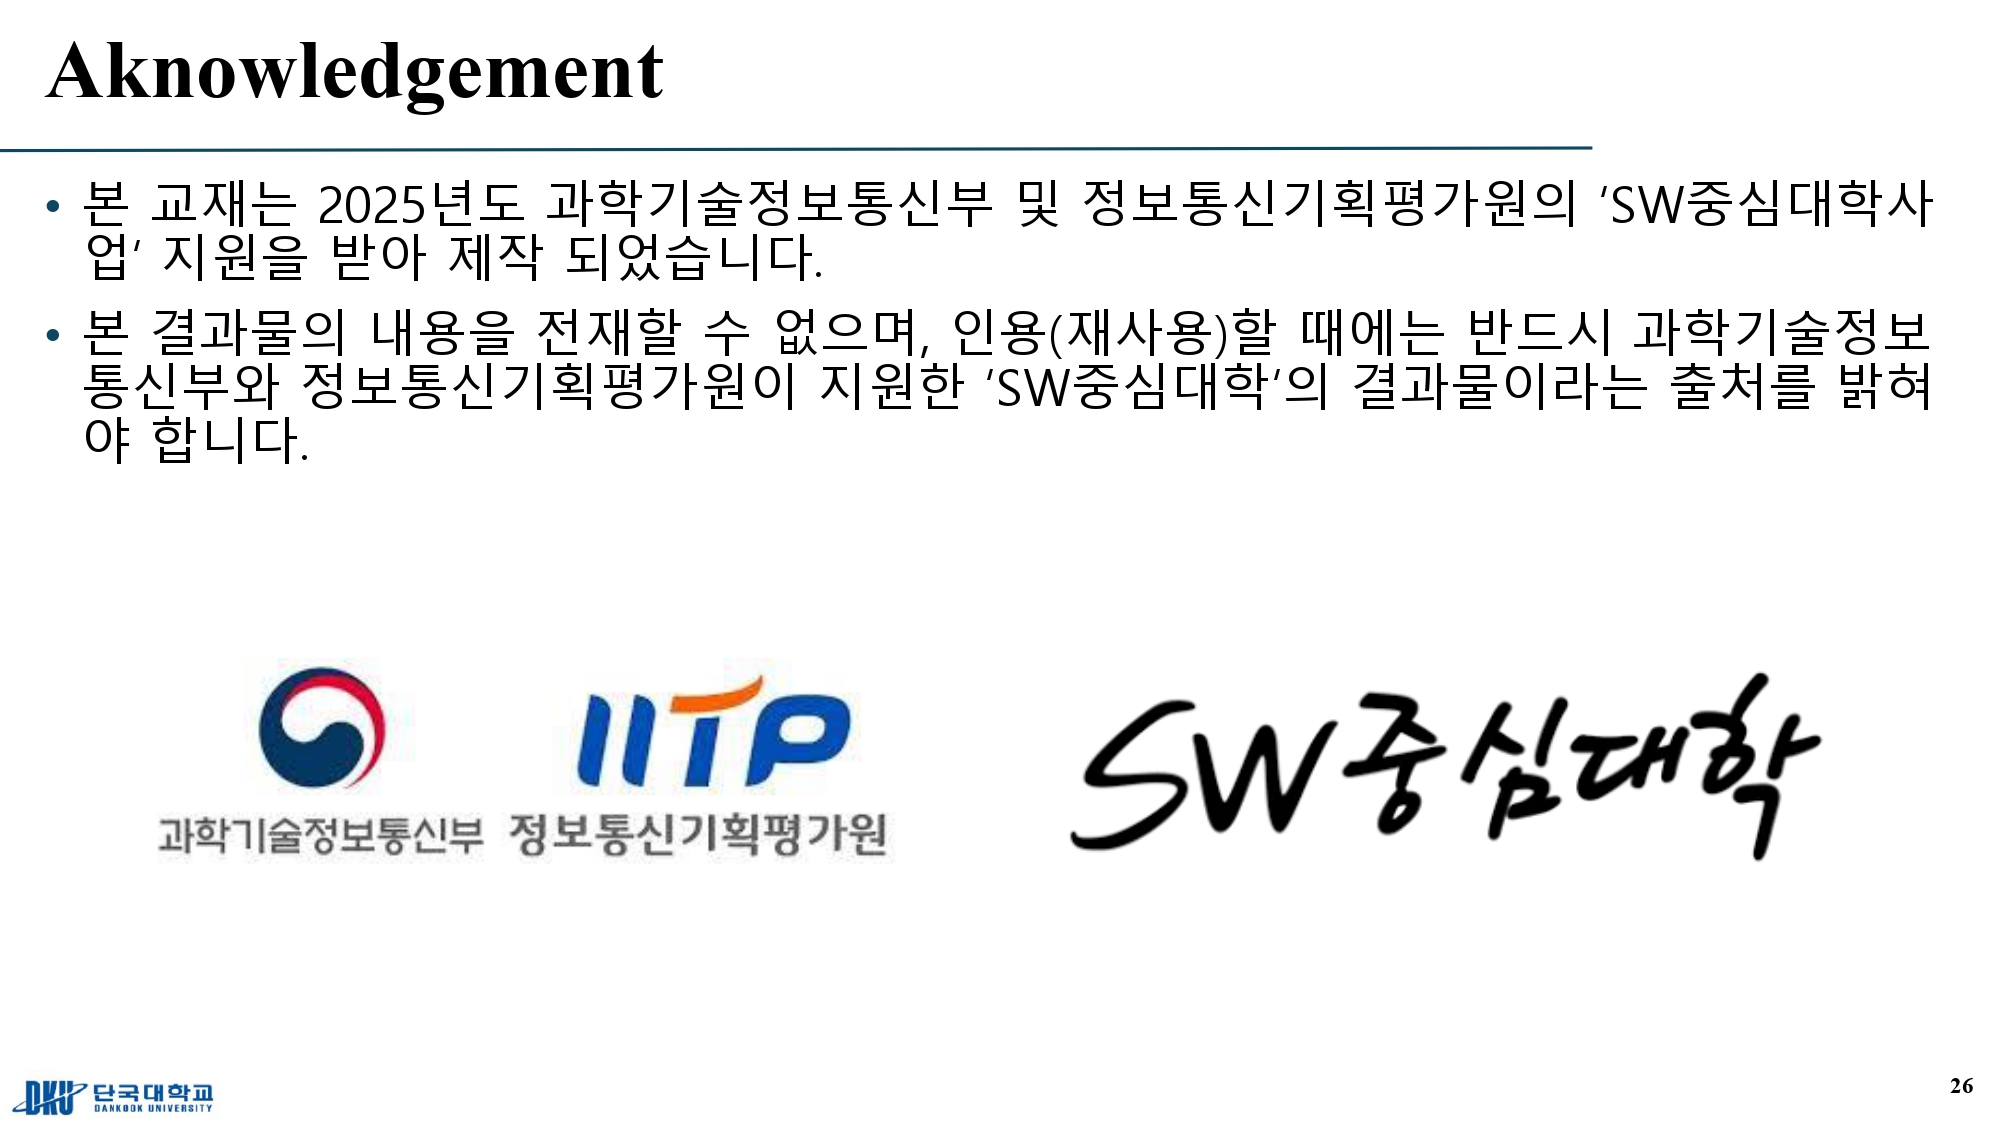 Aknowledgement
• 본 교재는 2025년도 과학기술정보통신부 및 정보통신기획평가원의 ‘SW중심대학사
업‘ 지원을 받아 제작 되었습니다.
• 본 결과물의 내용을 전재할 수 없으며, 인용(재사용)할 때에는 반드시 과학기술정보
통신부와 정보통신기획평가원이 지원한 ‘SW중심대학‘의 결과물이라는 출처를 밝혀
야 합니다.
IITP
과학기술정보통신부 정보통신기획평가원
SW중심대학
DKU 단국대학교
DANKOOK UNIVERSITY
26